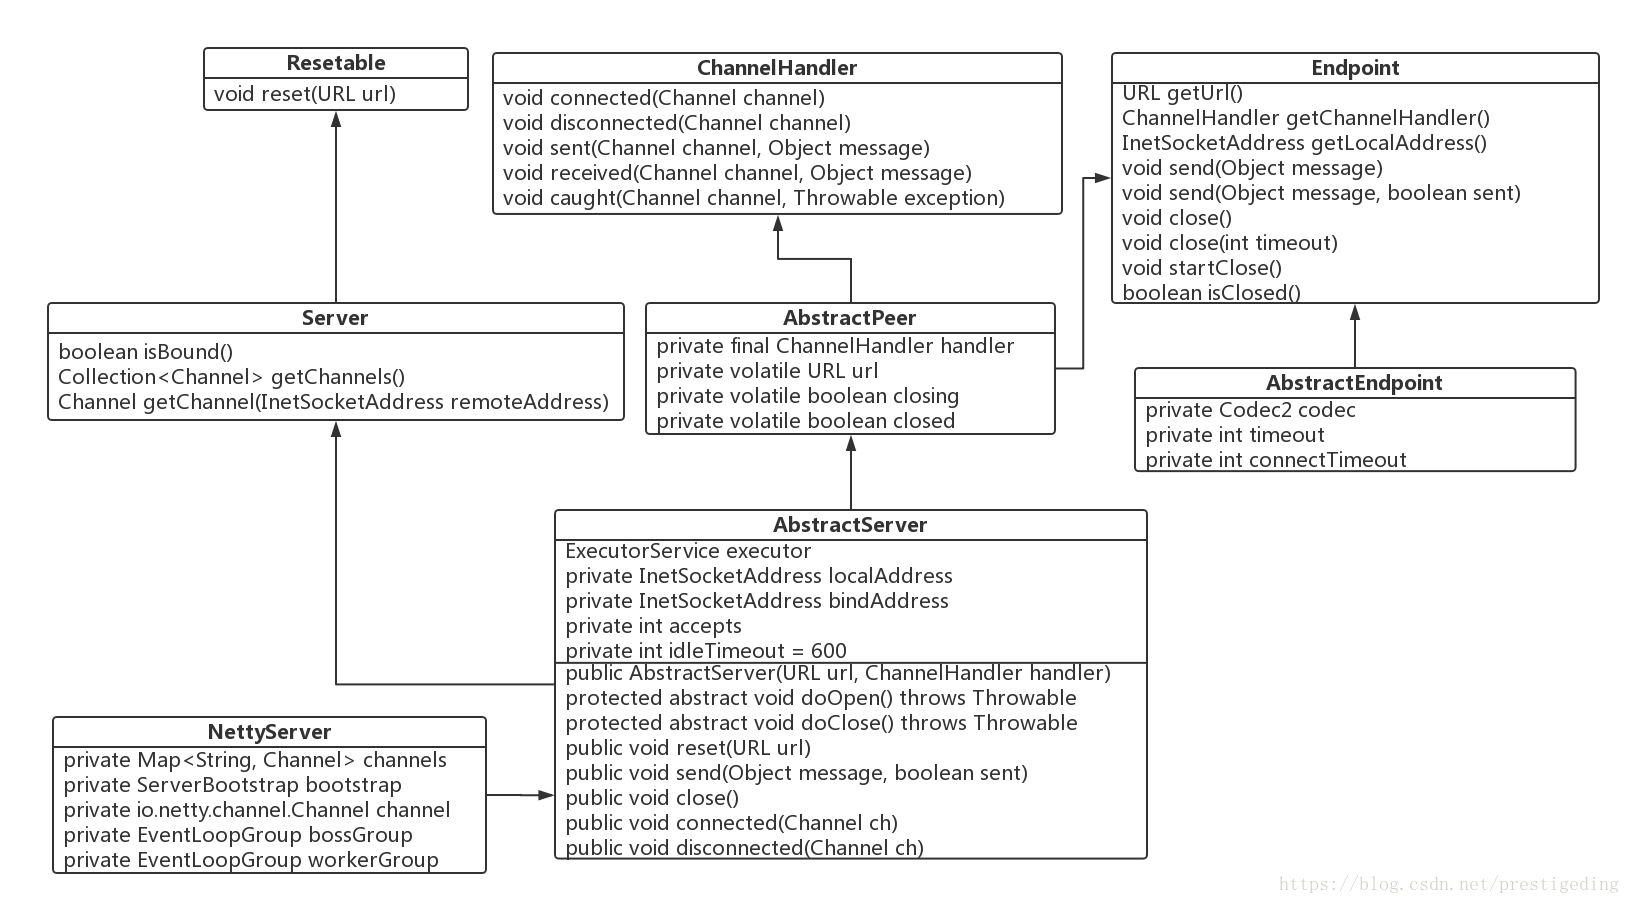 Resetable
void reset(URL url)
ChannelHandler
void connected(Channel channel)
void disconnected(Channel channel)
void sent(Channel channel, Object message)
void received(Channel channel, Object message)
void caught(Channel channel, Throwable exception)
Endpoint
URL getUrl()
ChannelHandler getChannelHandler()
InetSocketAddress getLocalAddress()
void send(Object message)
void send(Object message, boolean sent)
void close()
void close(int timeout)
void startClose()
boolean isClosed()
Server
boolean isBound()
Collection<Channel> getChannels()
Channel getChannel(InetSocketAddress remoteAddress)
AbstractPeer
private final ChannelHandler handler
private volatile URL url
private volatile boolean closing
private volatile boolean closed
AbstractEndpoint
private Codec2 codec
private int timeout
private int connectTimeout
AbstractServer
ExecutorService executor
private InetSocketAddress localAddress
private InetSocketAddress bindAddress
private int accepts
private int idleTimeout = 600
public AbstractServer(URL url, ChannelHandler handler)
protected abstract void doOpen() throws Throwable
protected abstract void doClose() throws Throwable
public void reset(URL url)
public void send(Object message, boolean sent)
public void close()
public void connected(Channel ch)
public void disconnected(Channel ch)
NettyServer
private Map<String, Channel> channels
private ServerBootstrap bootstrap
private io.netty.channel.Channel channel
private EventLoopGroup bossGroup
private EventLoopGroup workerGroup
https://blog.csdn.net/prestigeding